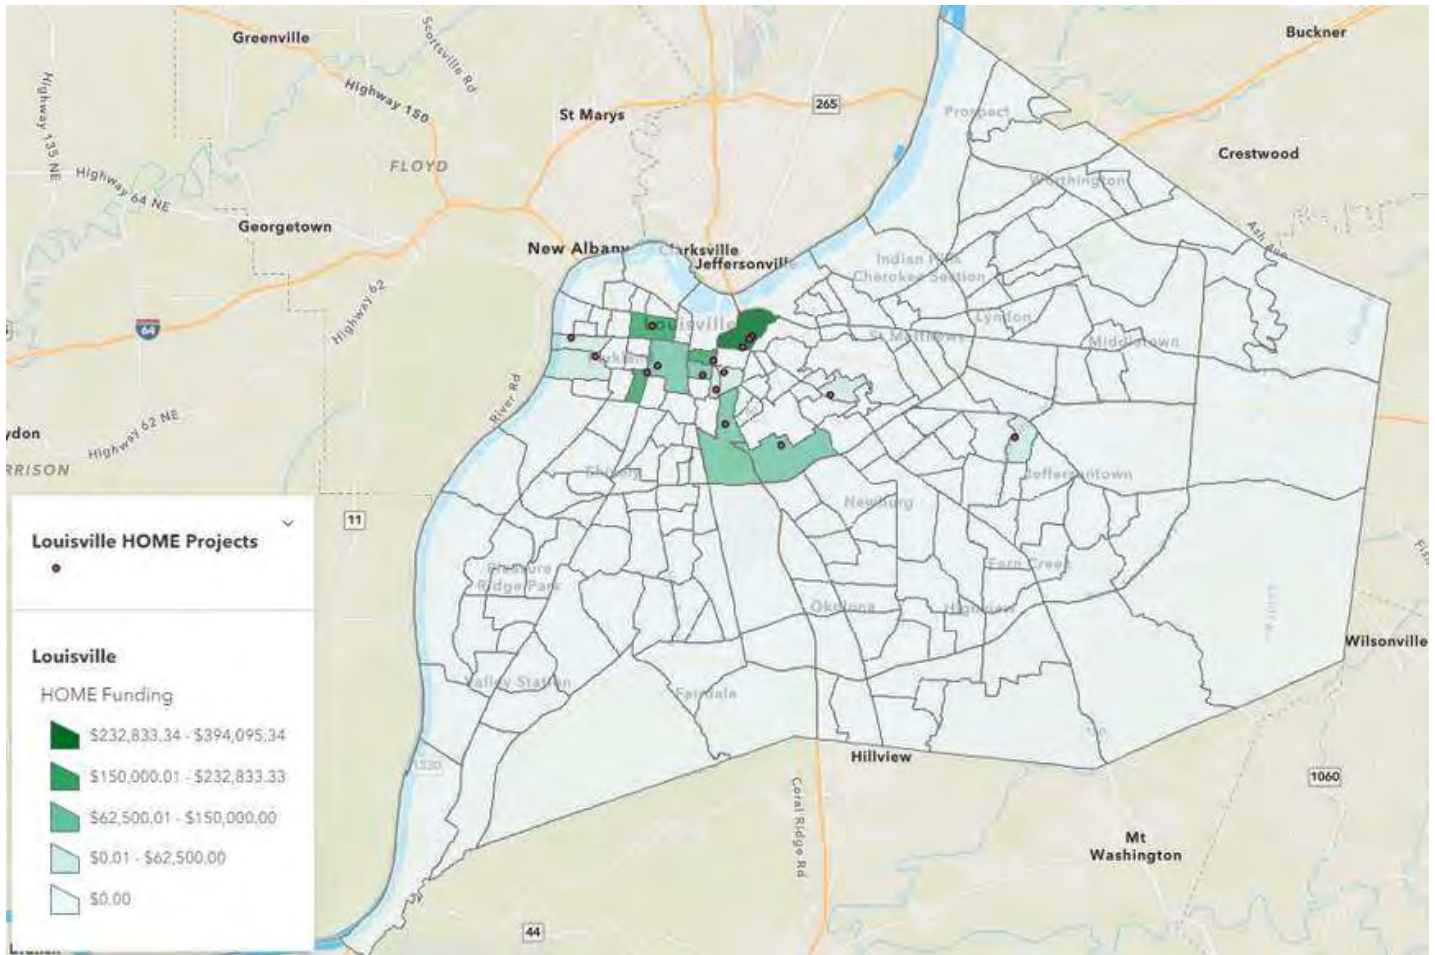 Greenville
Scottsville Rd
Buckner
Highway 135 NE
Highway 150
St Marys
265
Prospect
FLOYD
Crestwood
Highway 64 NE
Worthington
Georgetown
Ash Ave
New Albany
Clarksville
Jeffersonville
Indian Hills
Cherokee Section
Highway 62
64
Louisville
Lyndon
St Matthews
Middletown
River Rd
Highway 62 NE
ydon
RRISON
Shively
Jeffersontown
Newburg
11
Louisville HOME Projects
Pleasure
Ridge Park
Fern Creek
Okolona
Highview
Wilsonville
Louisville
HOME Funding
Valley Station
Fairdale
$232,833.34 - $394,095.34
$150,000.01 - $232,833.33
$62,500.01 - $150,000.00
$0.01 - $62,500.00
$0.00
Hillview
1060
Coral Ridge Rd
Mt
Washington
44